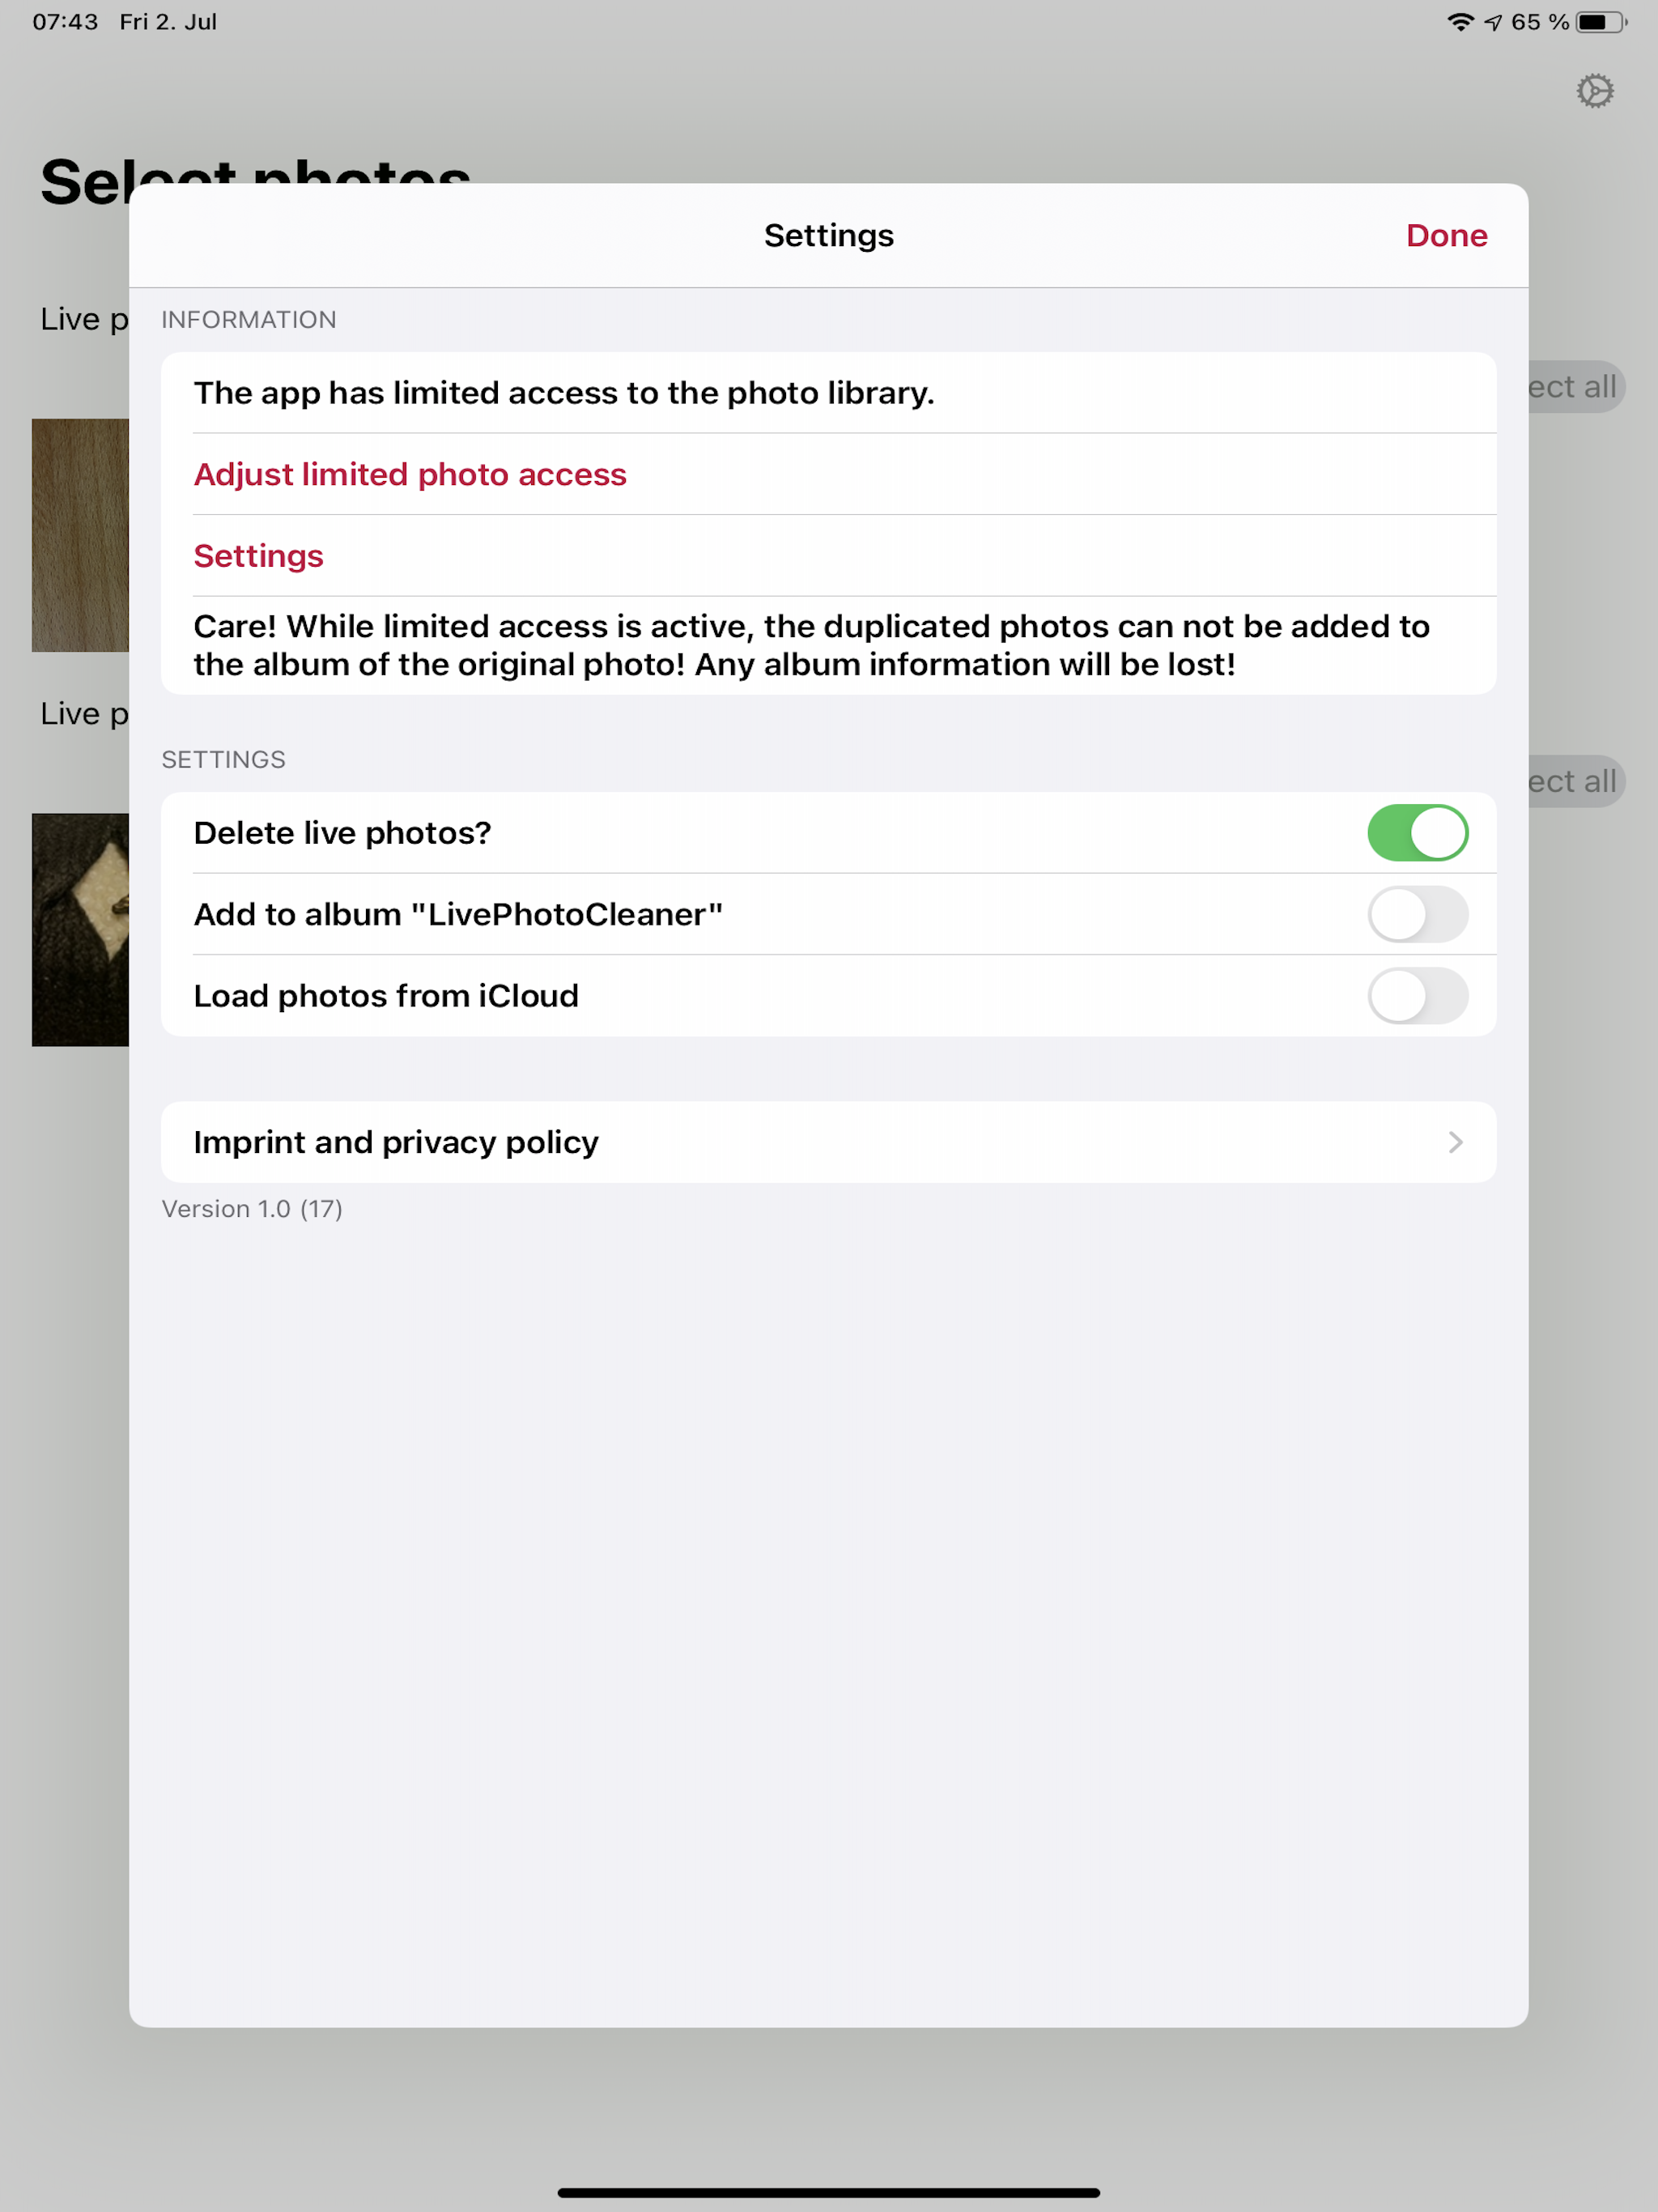 07:43 Fri 2. Jul
65 %
Select photos
Settings
Done
Live p
INFORMATION
The app has limited access to the photo library.
ect all
Adjust limited photo access
Settings
Care! While limited access is active, the duplicated photos can not be added to
the album of the original photo! Any album information will be lost!
Live p
SETTINGS
ect all
Delete live photos?
Add to album "LivePhotoCleaner"
Load photos from iCloud
Imprint and privacy policy
Version 1.0 (17)